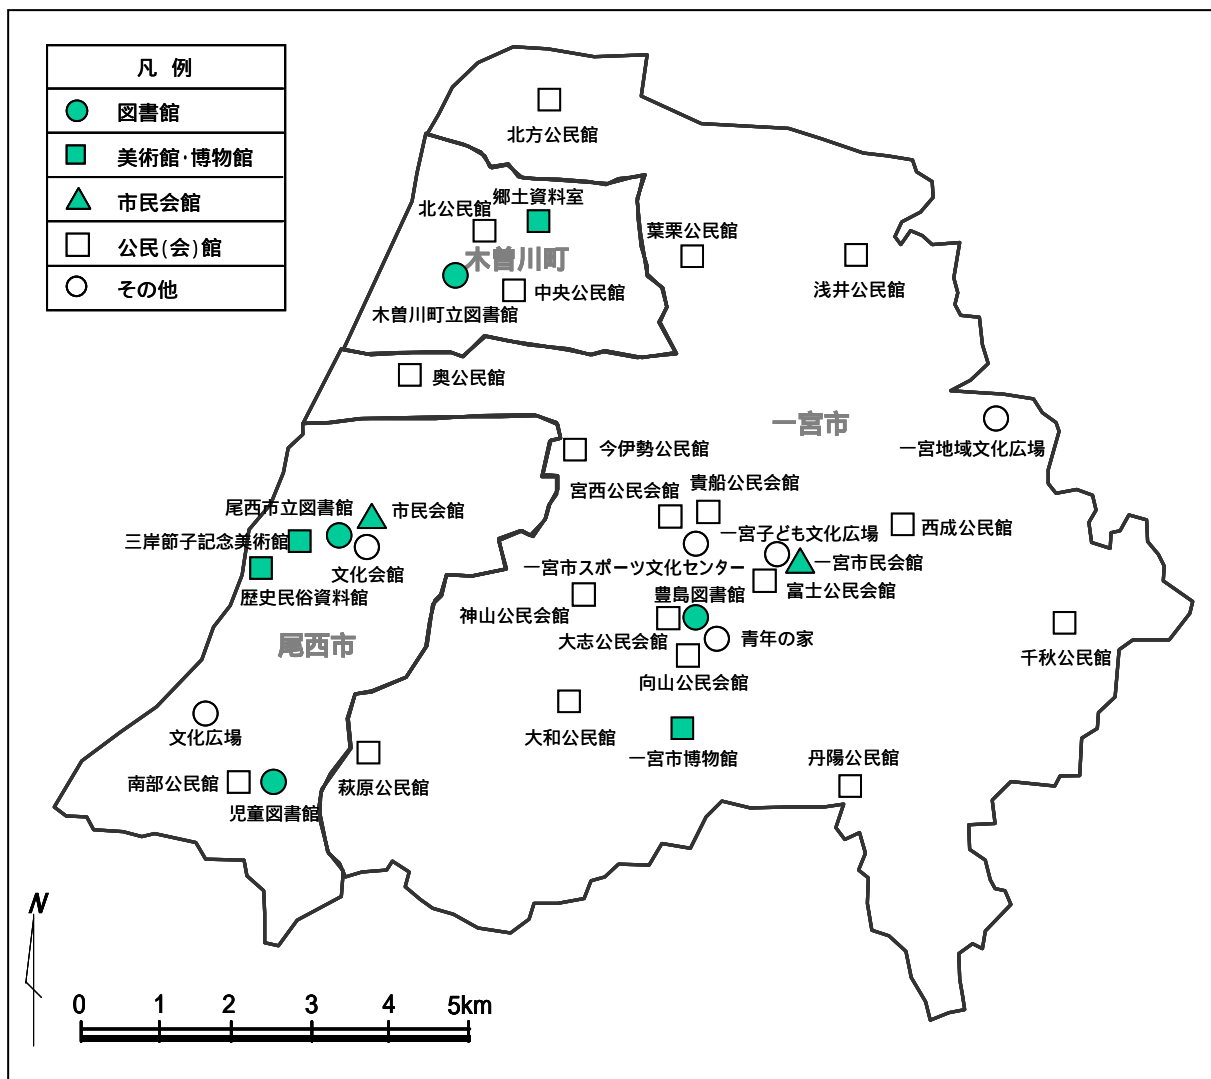 凡 例
図書館
美術館・博物館
市民会館
公民(会)館
その他
北方公民館
郷土資料室
北公民館
木曽川町
中央公民館
木曽川町立図書館
葉栗公民館
浅井公民館
奥公民館
一宮市
一宮地域文化広場
今伊勢公民館
貴船公民会館
宮西公民会館
尾西市立図書館
市民会館
三岸節子記念美術館
文化会館
歴史民俗資料館
一宮子ども文化広場
西成公民館
一宮市スポーツ文化センター
一宮市民会館
富士公民会館
豊島図書館
神山公民会館
大志公民会館
青年の家
尾西市
向山公民会館
千秋公民館
文化広場
大和公民館
一宮市博物館
丹陽公民館
南部公民館
萩原公民館
児童図書館
N
0 1 2 3 4 5km